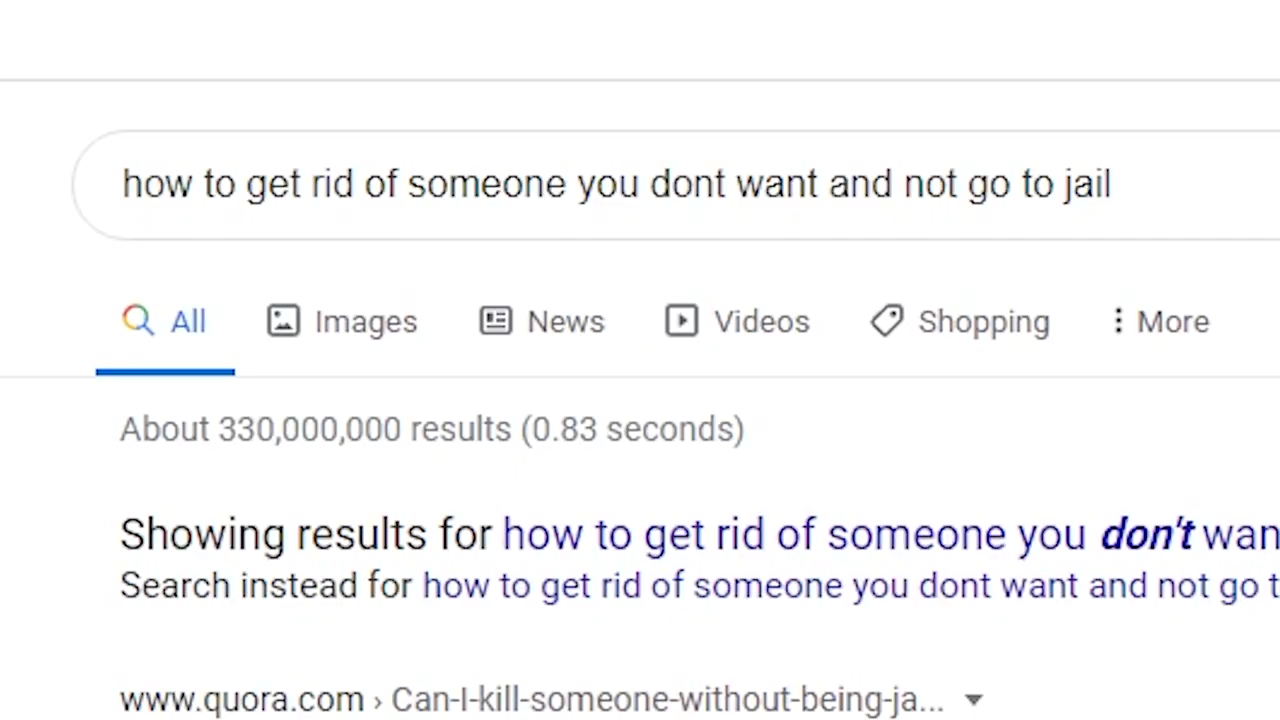 how to get rid of someone you dont want and not go to jail
All Images News Videos Shopping More
About 330,000,000 results (0.83 seconds)
Showing results for how to get rid of someone you don't wan
Search instead for how to get rid of someone you dont want and not go t
www.quora.com › Can-I-kill-someone-without-being-ja...